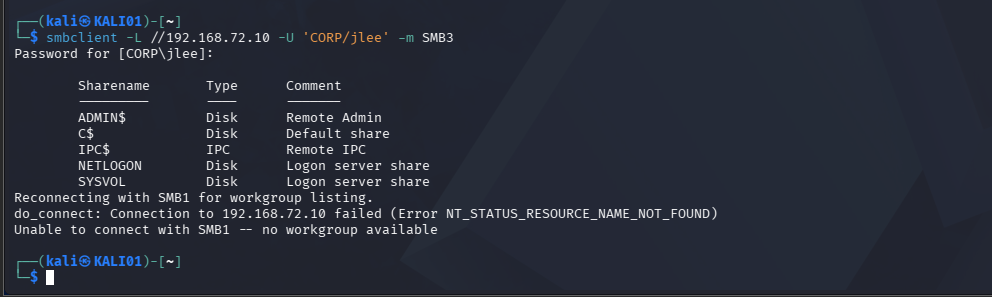 ┌──(kali㉿KALI01)-[~]
└─$ smbclient -L //192.168.72.10 -U 'CORP/jlee' -m SMB3
Password for [CORP\jlee]:

        Sharename       Type      Comment
        ---------       ----      -------
        ADMIN$          Disk      Remote Admin
        C$              Disk      Default share
        IPC$            IPC       Remote IPC
        NETLOGON        Disk      Logon server share
        SYSVOL          Disk      Logon server share
Reconnecting with SMB1 for workgroup listing.
do_connect: Connection to 192.168.72.10 failed (Error NT_STATUS_RESOURCE_NAME_NOT_FOUND)
Unable to connect with SMB1 -- no workgroup available

┌──(kali㉿KALI01)-[~]
└─$